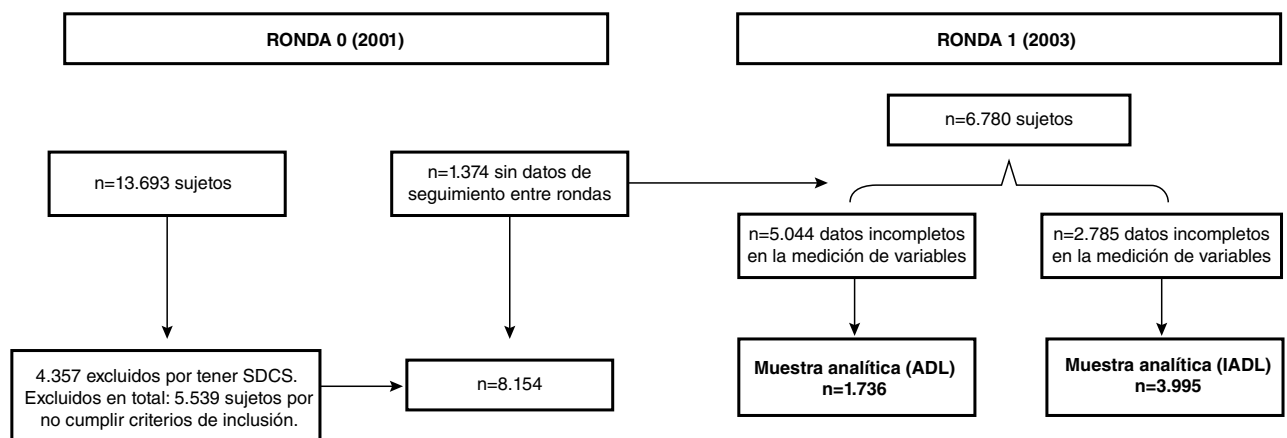 RONDA 0 (2001)
RONDA 1 (2003)
n=6.780 sujetos
n=13.693 sujetos
n=1.374 sin datos de
seguimiento entre rondas
n=5.044 datos incompletos
en la medición de variables
n=2.785 datos incompletos
en la medición de variables
4.357 excluidos por tener SDCS.
Excluidos en total: 5.539 sujetos por
no cumplir criterios de inclusión.
n=8.154
Muestra analítica (ADL)
n=1.736
Muestra analítica (IADL)
n=3.995